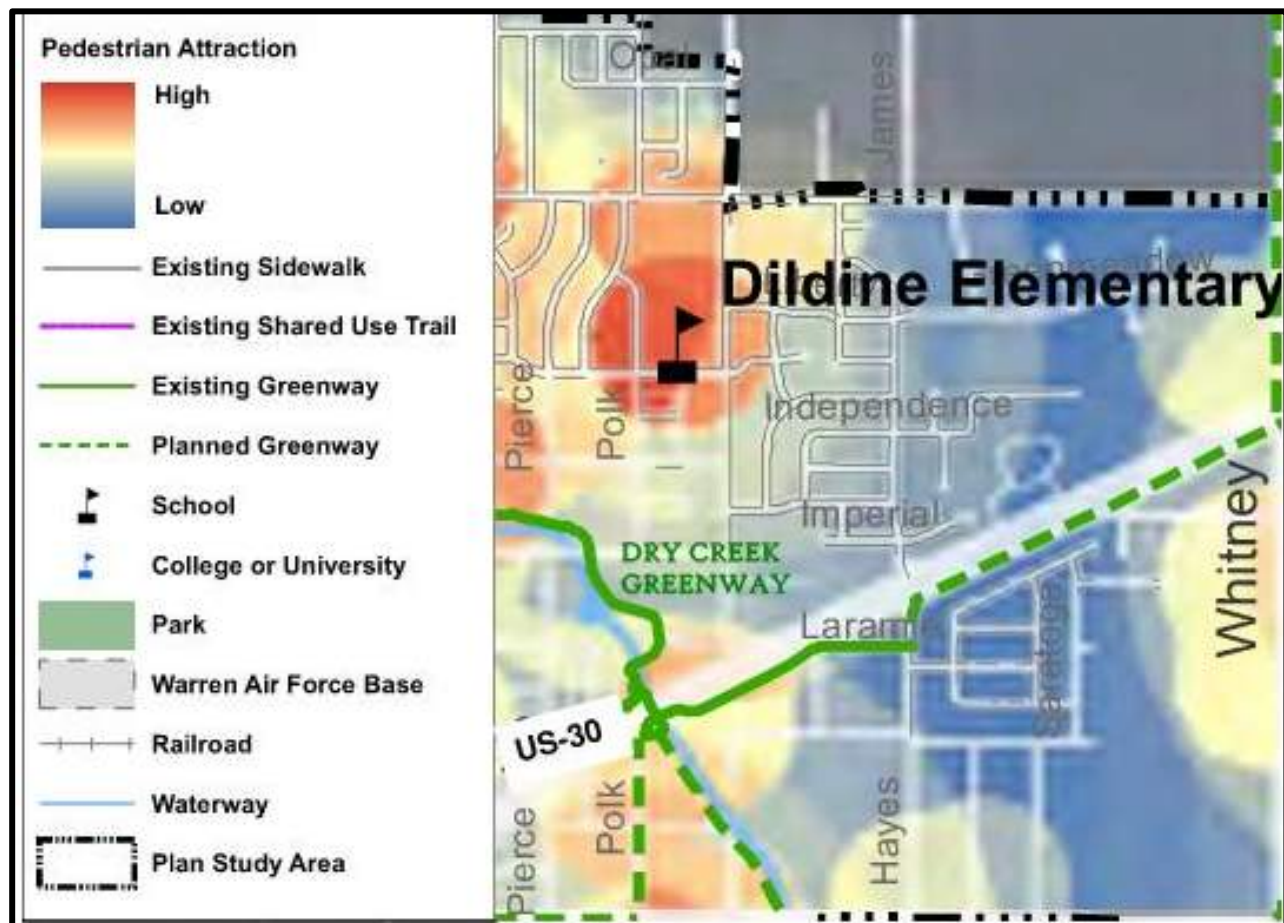 Pedestrian Attraction
High
Low
Existing Sidewalk
Existing Shared Use Trail
Existing Greenway
Planned Greenway
School
College or University
Park
Warren Air Force Base
Railroad
Waterway
Plan Study Area
James
Dildine Elementary
Pierce
Polk
Independence
Imperial
DRY CREEK
GREENWAY
Whitney
Saratoga
US-30
Pierce
Polk
Hayes